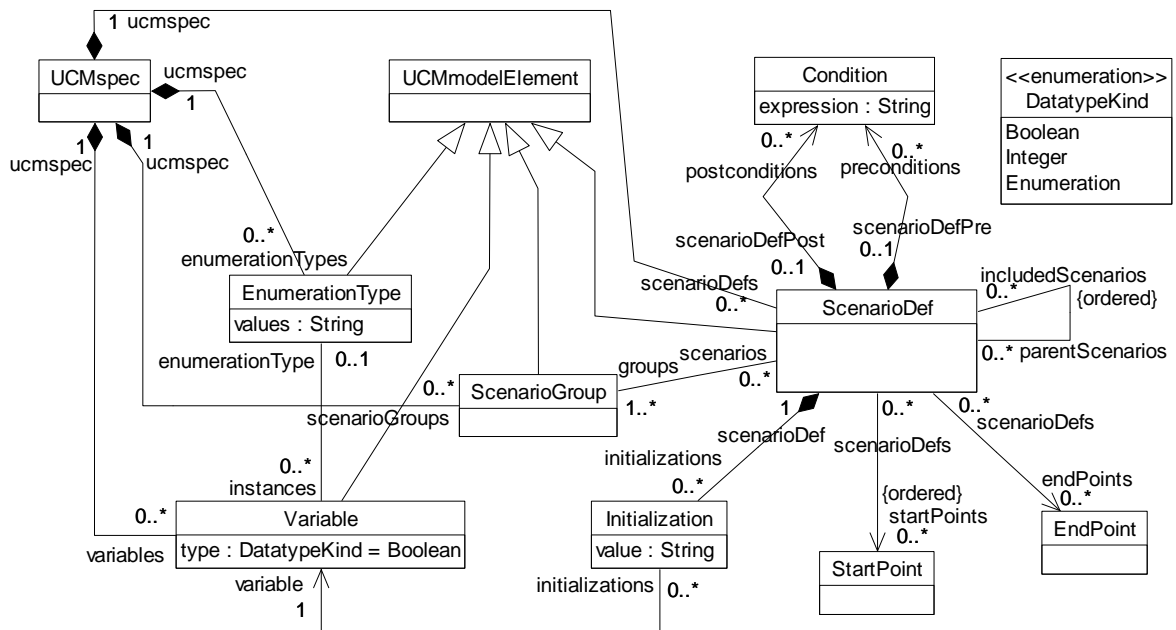 1 ucmspec
UCMspec
ucmspec
1
UCMmodelElement
Condition
expression : String
<<enumeration>>
DatatypeKind
Boolean
Integer
Enumeration
1
ucmspec
1
ucmspec
0..*
0..*
postconditions
preconditions
0..*
enumerationTypes
scenarioDefPost
0..1
scenarioDefPre
0..1
scenarioDefs
0..*
includedScenarios
0..*
{ordered}
EnumerationType
values : String
ScenarioDef
enumerationType
0..1
0..*
scenarioGroups
ScenarioGroup
groups
1..*
scenarios
0..*
0..* parentScenarios
1
scenarioDef
0..*
scenarioDefs
0..*
scenarioDefs
0..*
instances
initializations
0..*
{ordered}
startPoints
0..*
endPoints
0..*
0..*
variables
Variable
type : DatatypeKind = Boolean
Initialization
value : String
StartPoint
EndPoint
variable
1
initializations
0..*